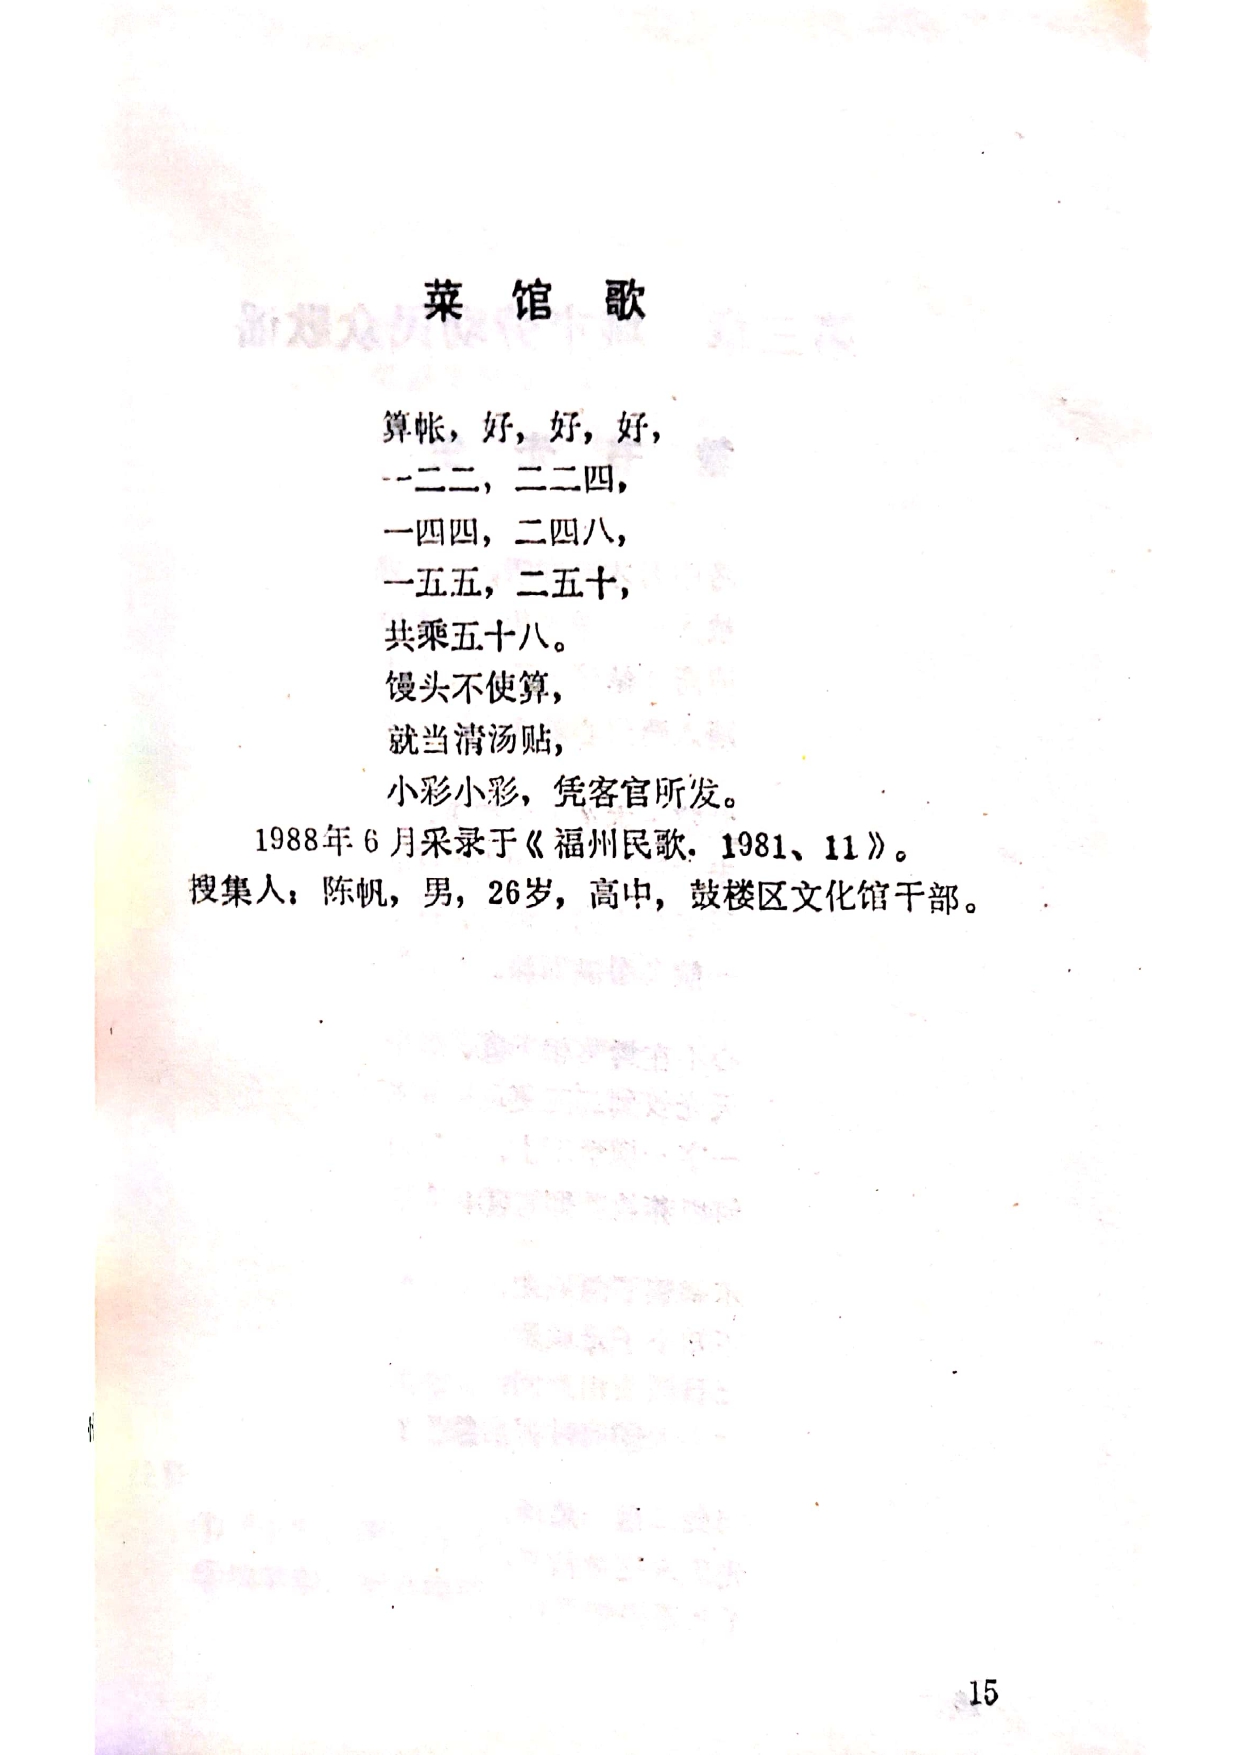 菜馆歌
算帐，好，好，好，
一二二，二二四，
一四四，二四八，
一五五，二五十，
共乘五十八。
馒头不使算，
就当清汤贴，
小彩小彩，凭客官所发。
1988年6月采录于《福州民歌．1981、11》。
搜集人：陈帆，男，26岁，高中，鼓楼区文化馆干部。
15